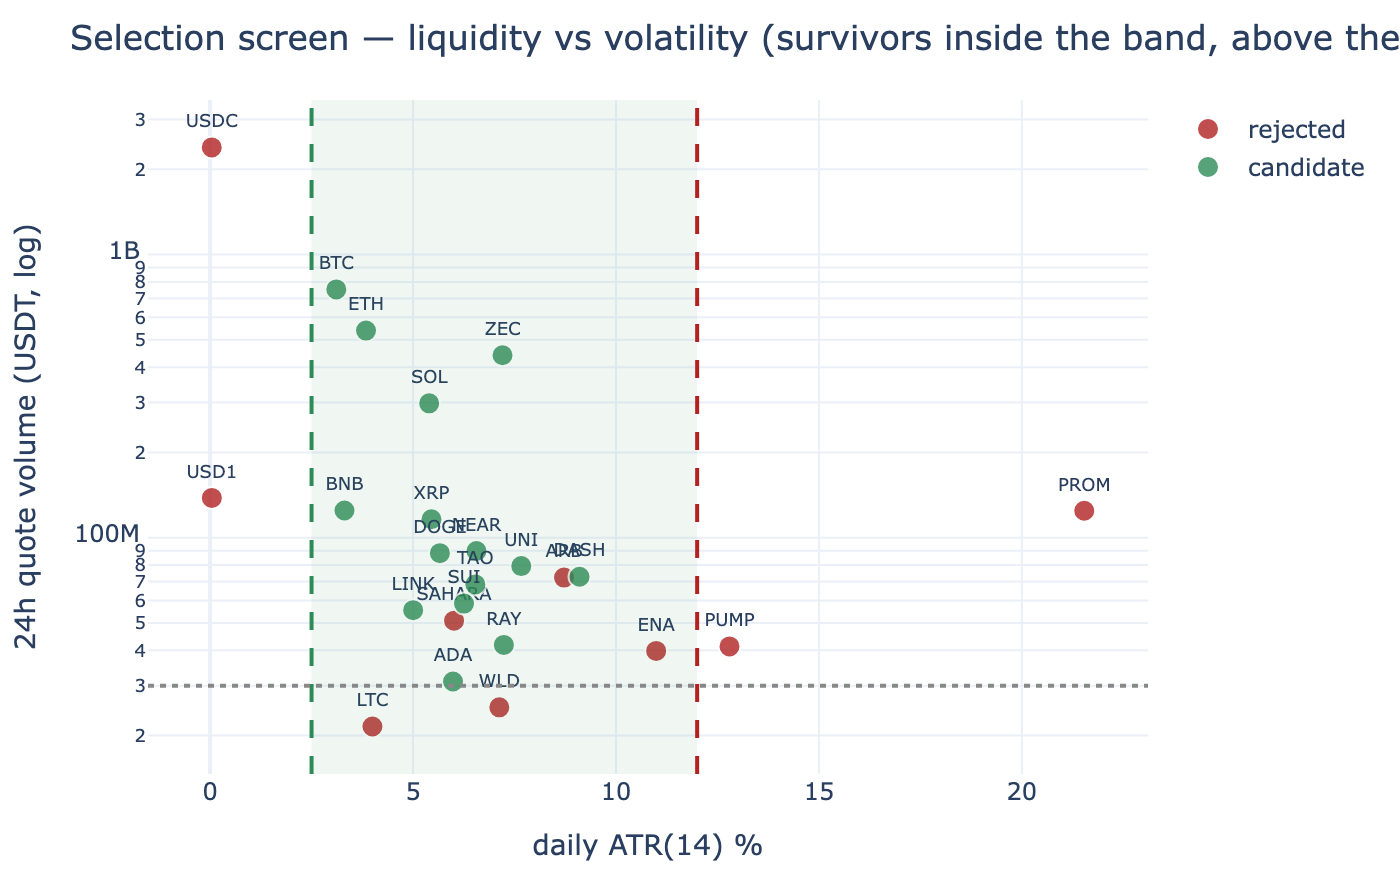 Selection screen — liquidity vs volatility (survivors inside the band, above the
rejected
candidate
24h quote volume (USDT, log)
3
2
1B
9
8
7
6
5
4
3
2
100M
9
8
7
6
5
4
3
2
USDC
BTC
ETH
ZEC
SOL
USD1
BNB
XRP
PROM
DOGE
NEAR
UNI
ARB
DASH
TAO
SUI
LINK
SAHARA
RAY
ENA
PUMP
ADA
WLD
LTC
0 5 10 15 20
daily ATR(14) %